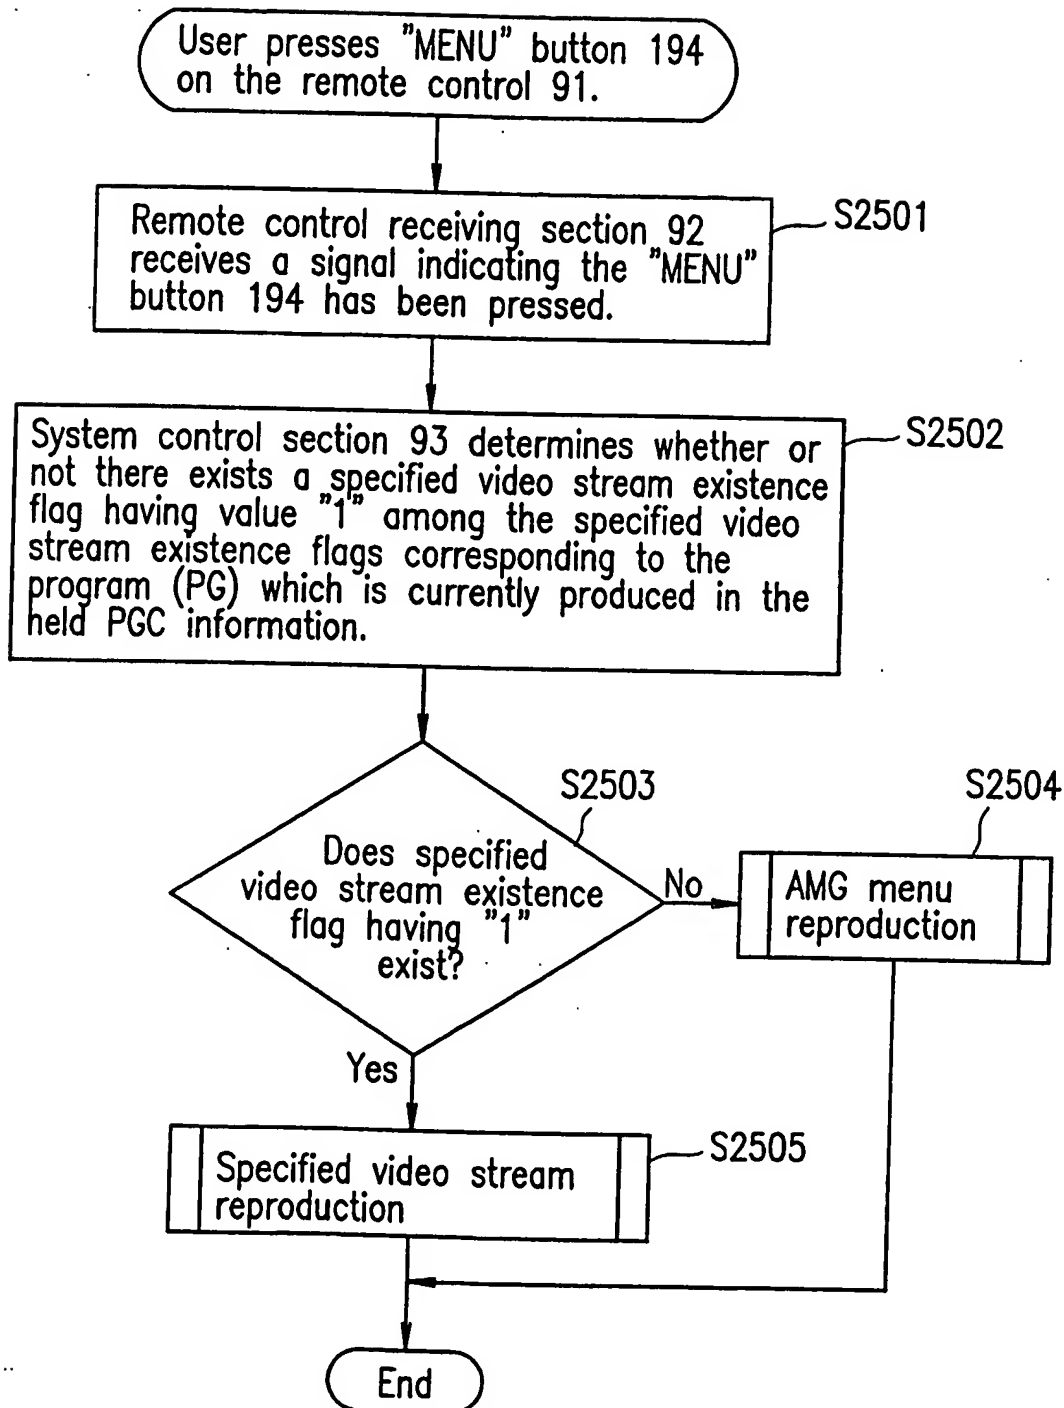 User presses "MENU" button 194
on the remote control 91.
Remote control receiving section 92
receives a signal indicating the "MENU"
button 194 has been pressed.
S2501
System control section 93 determines whether or
not there exists a specified video stream existence
flag having value "1" among the specified video
stream existence flags corresponding to the
program (PG) which is currently produced in the
held PGC information.
S2502
Does specified
video stream existence
flag having "1"
exist?
S2503
No
S2504
AMG menu
reproduction
Yes
Specified video stream
reproduction
S2505
End